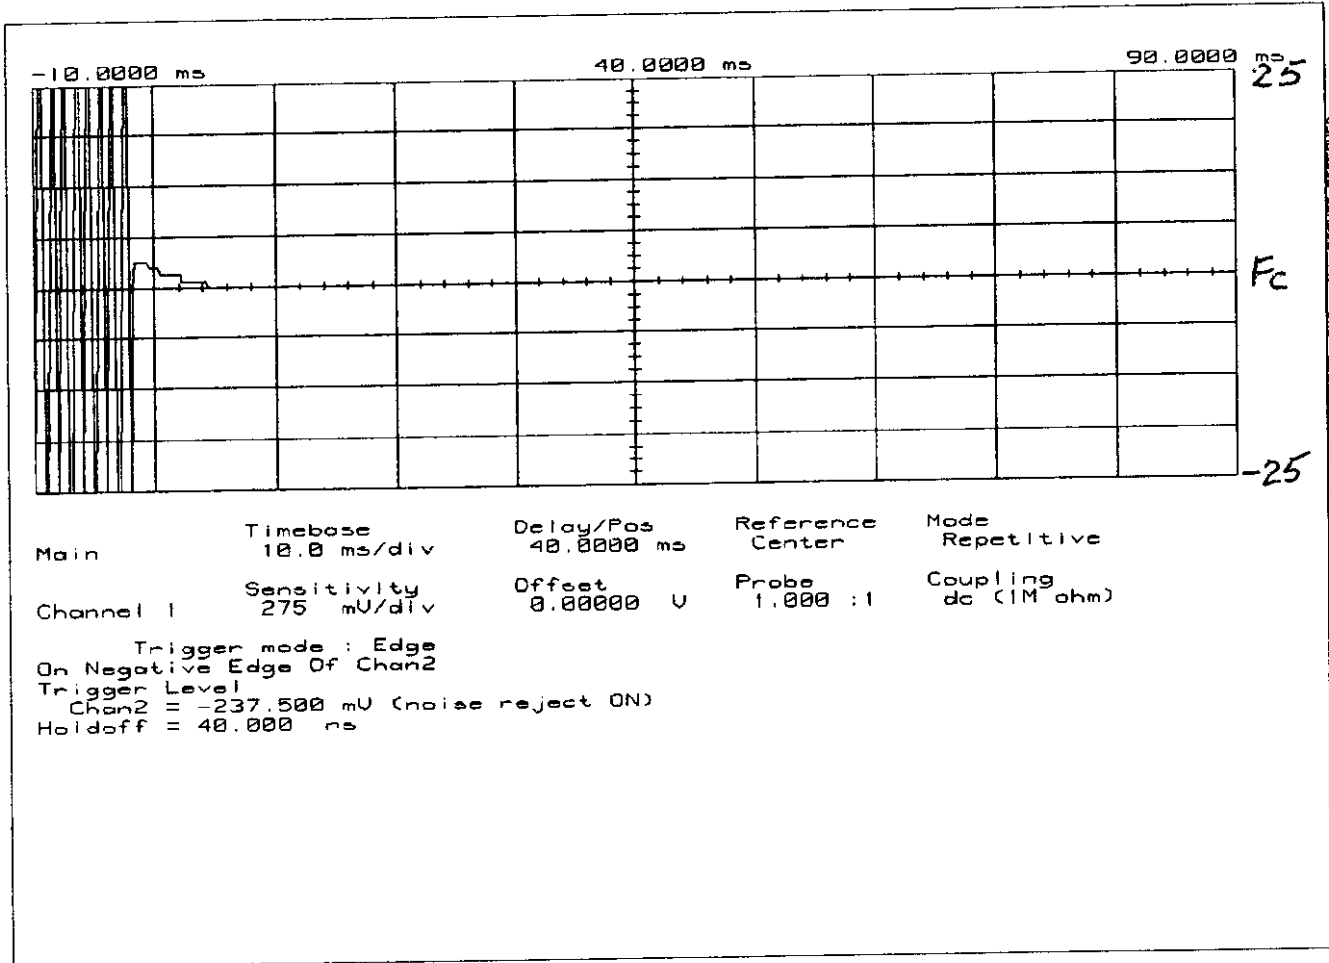 -10.0000 ms 40.0000 ms 90.0000 ms
25
Fc
-25
Timebase Delay/Pos Reference Mode
Main 10.0 ms/div 40.0000 ms Center Repetitive
Sensitivity Offset Probe Coupling
Channel 1 275 mV/div 0.00000 V 1.000 :1 dc (1M ohm)
Trigger mode : Edge
On Negative Edge Of Chan2
Trigger Level
Chan2 = -237.500 mV (noise reject ON)
Holdoff = 40.000 ns